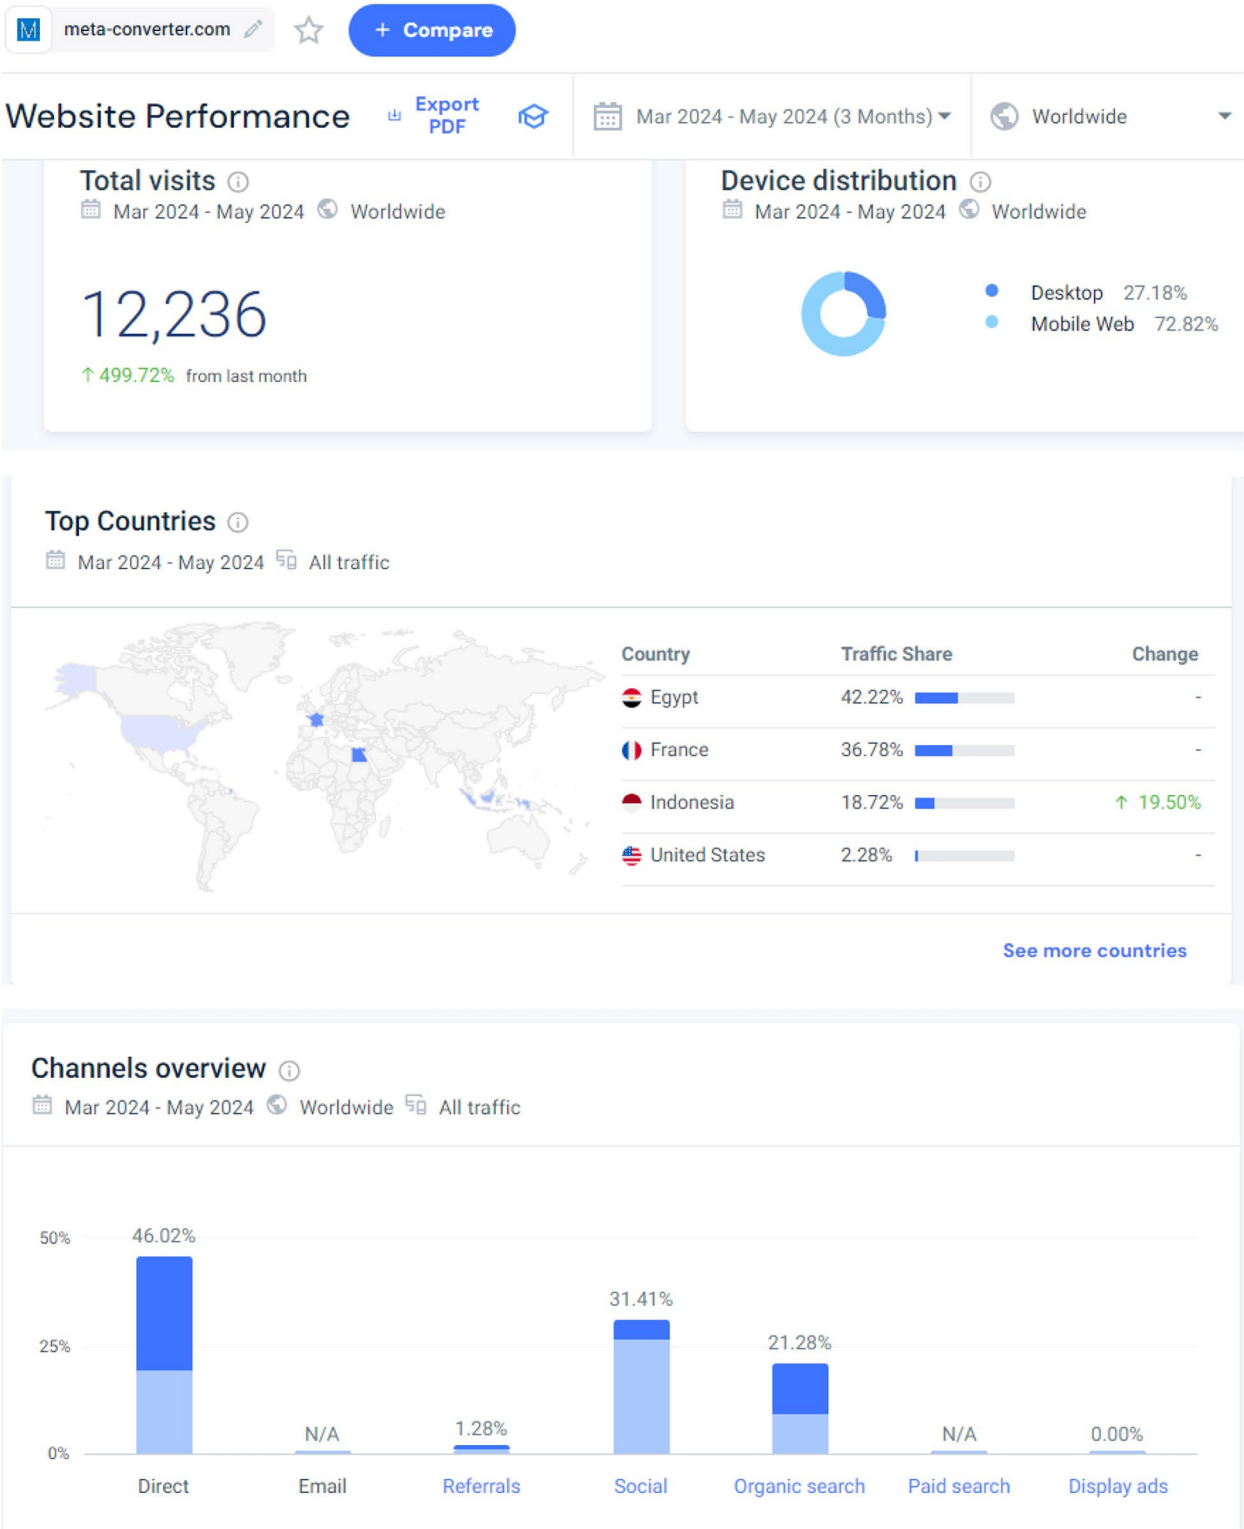 M meta-converter.com + Compare
Website Performance Export PDF Mar 2024 - May 2024 (3 Months) Worldwide
Total visits
Mar 2024 - May 2024 Worldwide
12,236
↑ 499.72% from last month
Device distribution
Mar 2024 - May 2024 Worldwide
Desktop 27.18%
Mobile Web 72.82%
Top Countries
Mar 2024 - May 2024 All traffic
Country Traffic Share Change
Egypt 42.22% -
France 36.78% -
Indonesia 18.72% ↑ 19.50%
United States 2.28% -
See more countries
Channels overview
Mar 2024 - May 2024 Worldwide All traffic
50% 46.02%
31.41%
25% 21.28%
N/A 1.28% N/A 0.00%
0%
Direct Email Referrals Social Organic search Paid search Display ads